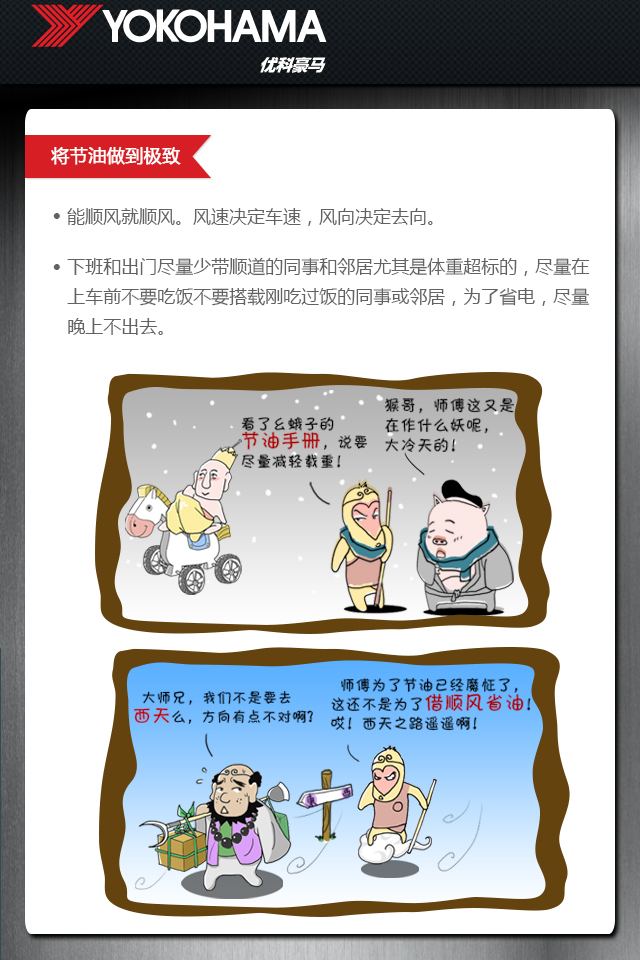 YOKOHAMA
优科豪马
将节油做到极致
• 能顺风就顺风。风速决定车速，风向决定去向。
• 下班和出门尽量少带顺道的同事和邻居尤其是体重超标的，尽量在
上车前不要吃饭不要搭载刚吃过饭的同事或邻居，为了省电，尽量
晚上不出去。
看了幺蛾子的
节油手册，说要
尽量减轻载重！
猴哥，师傅这又是
在作什么妖呢，
大冷天的！
大师兄，我们不是要去
西天么，方向有点不对啊？
师傅为了节油已经魔怔了，
这还不是为了借顺风省油！
哎！西天之路遥遥啊！